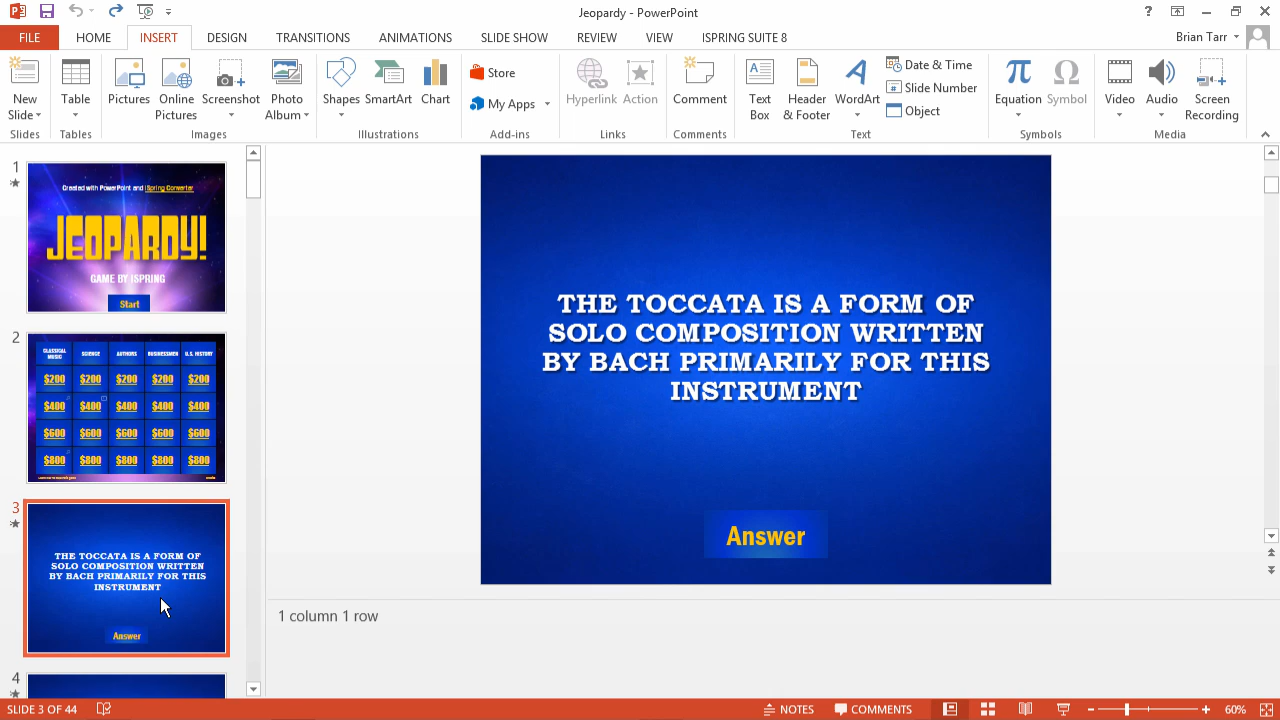 Jeopardy - PowerPoint
?
FILE HOME INSERT DESIGN TRANSITIONS ANIMATIONS SLIDE SHOW REVIEW VIEW ISPRING SUITE 8 Brian Tarr
New Slide
Table
Pictures
Online Pictures
Screenshot
Photo Album
Shapes
SmartArt
Chart
Store
My Apps
Hyperlink
Action
Comment
Text Box
Header & Footer
WordArt
Date & Time
Slide Number
Object
Equation
Symbol
Video
Audio
Screen Recording
Slides Tables Images Illustrations Add-ins Links Comments Text Symbols Media
1
Created with PowerPoint and iSpring Converter
JEOPARDY!
GAME BY ISPRING
Start
2
CLASSICAL MUSIC SCIENCE AUTHORS BUSINESSMEN U.S. HISTORY
$200 $200 $200 $200 $200
$400 $400 $400 $400 $400
$600 $600 $600 $600 $600
$800 $800 $800 $800 $800
3
THE TOCCATA IS A FORM OF
SOLO COMPOSITION WRITTEN
BY BACH PRIMARILY FOR THIS
INSTRUMENT
Answer
4
THE TOCCATA IS A FORM OF
SOLO COMPOSITION WRITTEN
BY BACH PRIMARILY FOR THIS
INSTRUMENT
Answer
1 column 1 row
SLIDE 3 OF 44 NOTES COMMENTS 60%